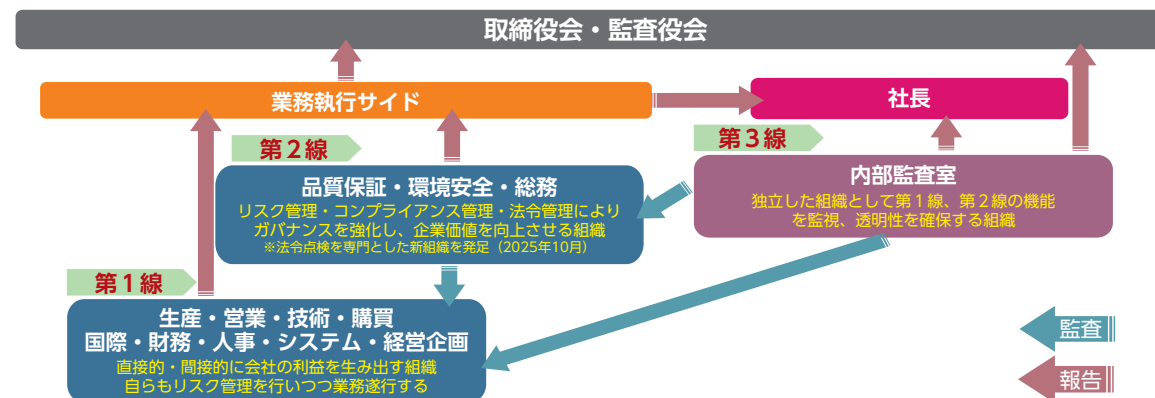 取締役会・監査役会
業務執行サイド
社長
第2線
第3線
品質保証・環境安全・総務
リスク管理・コンプライアンス管理・法令管理により
ガバナンスを強化し、企業価値を向上させる組織
※法令点検を専門とした新組織を発足（2025年10月）
内部監査室
独立した組織として第1線、第2線の機能
を監視、透明性を確保する組織
第1線
生産・営業・技術・購買
国際・財務・人事・システム・経営企画
直接的・間接的に会社の利益を生み出す組織
自らもリスク管理を行いつつ業務遂行する
監査
報告